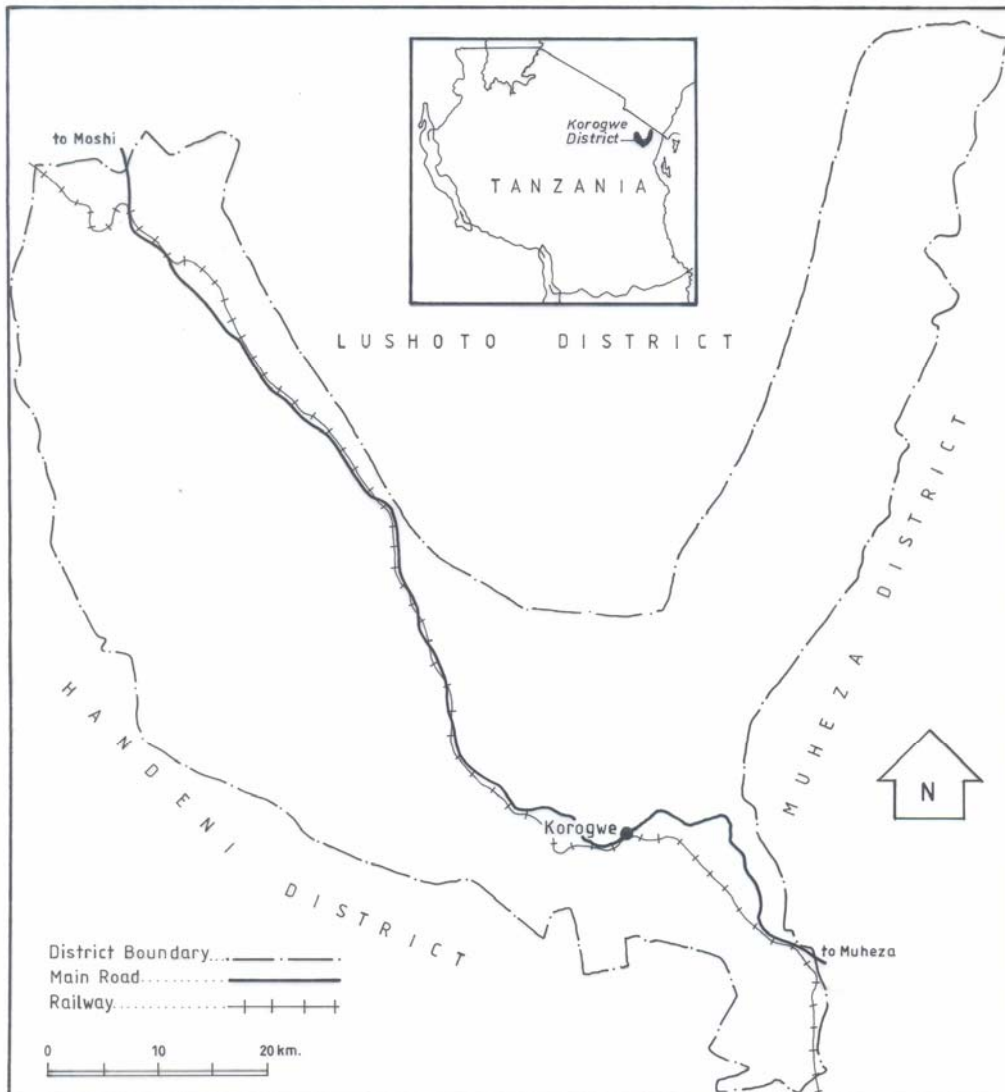 to Moshi
Korogwe
District
TANZANIA
LUSHOTO DISTRICT
MUHEZA DISTRICT
HANDENI DISTRICT
N
Korogwe
to Muheza
District Boundary
Main Road
Railway
0 10 20 km.